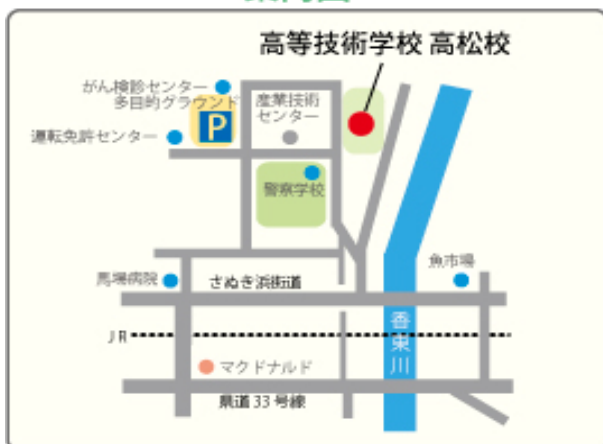 高等技術学校 高松校
がん検診センター
多目的グラウンド
産業技術
センター
運転免許センター
P
警察学校
馬場病院
さぬき浜街道
魚市場
香東川
JR
マクドナルド
県道33号線